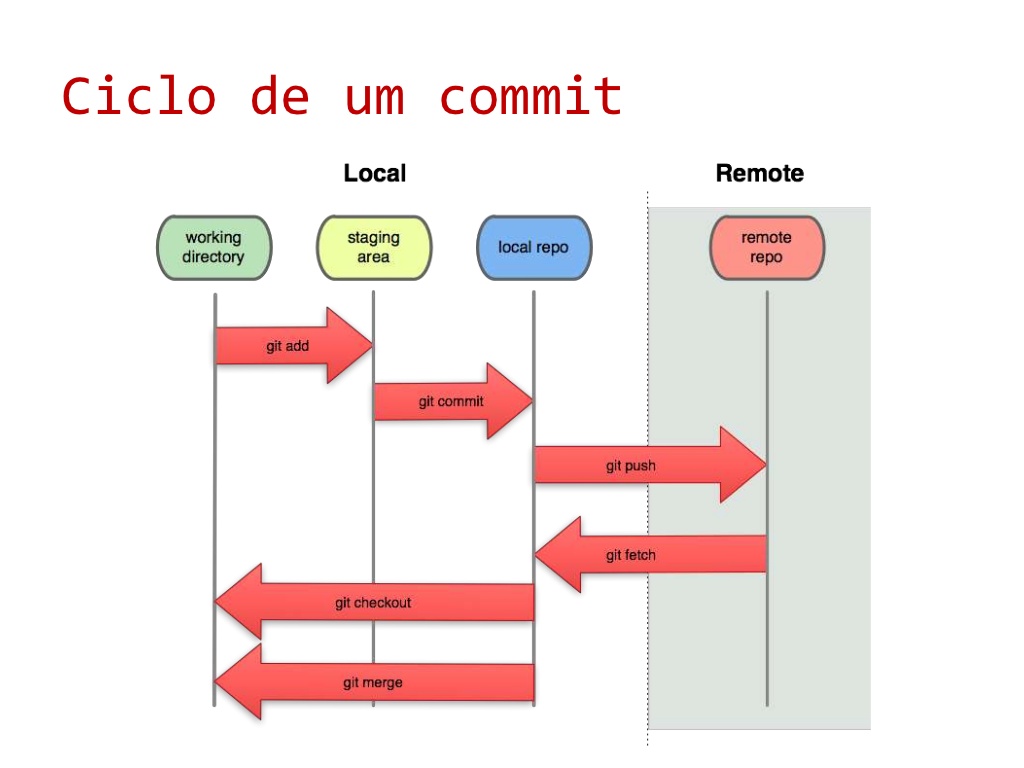 Ciclo de um commit
Local
Remote
working
directory
staging
area
local repo
remote
repo
git add
git commit
git push
git fetch
git checkout
git merge